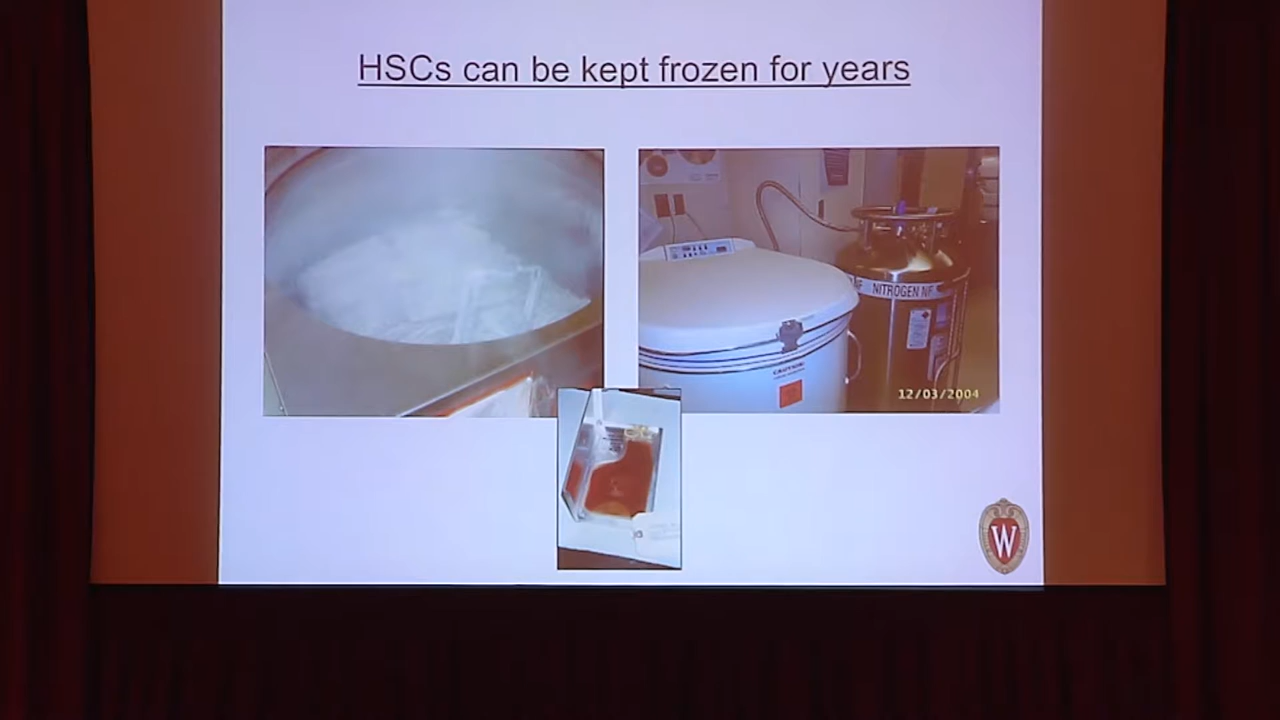 HSCs can be kept frozen for years
NITROGEN NF
CAUTION
12/03/2004
W